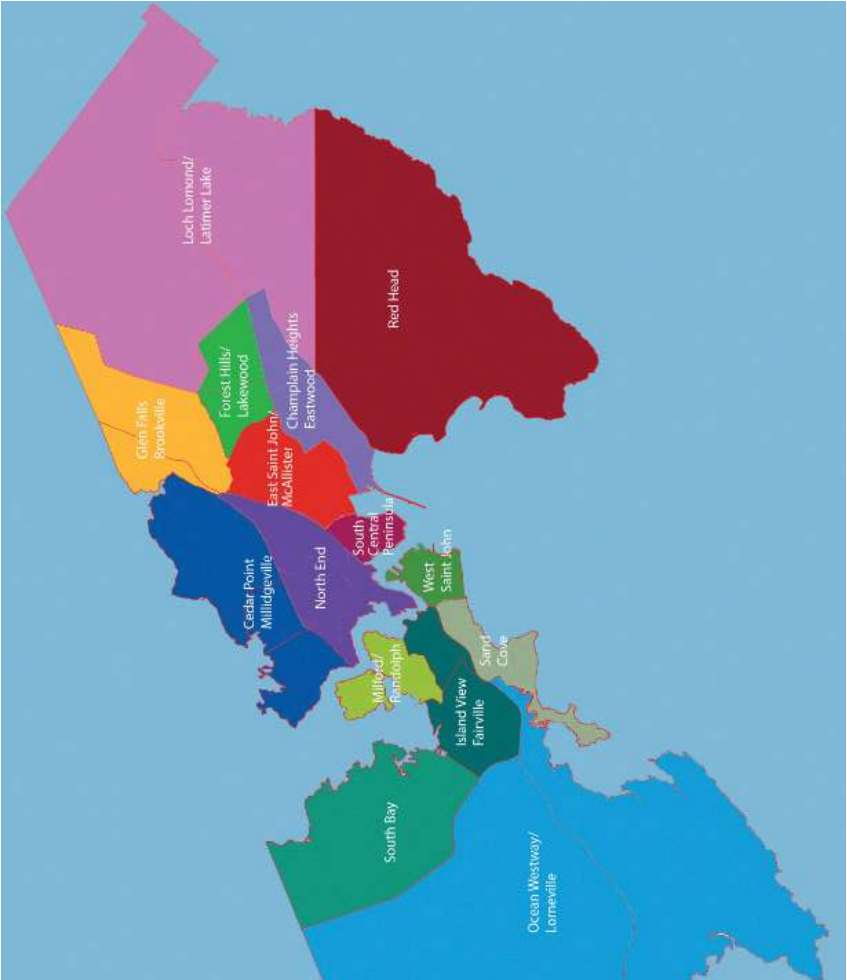 Loch Lomond/
Latimer Lake
Red Head
Forest Hills/
Lakewood
Champlain Heights
Eastwood
Glen Falls
Brookville
East Saint John/
McAllister
South
Central
Peninsula
Cedar Point
Millidgeville
North End
West
Saint John
Milford/
Randolph
Sand
Cove
Island View
Fairville
South Bay
Ocean Westway/
Lorneville